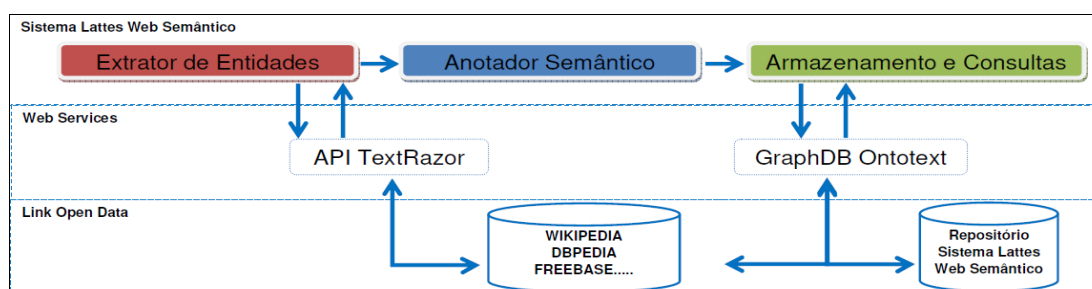 Sistema Lattes Web Semântico
Extrator de Entidades
Anotador Semântico
Armazenamento e Consultas
Web Services
API TextRazor
GraphDB Ontotext
Link Open Data
WIKIPEDIA
DBPEDIA
FREEBASE.....
Repositório
Sistema Lattes
Web Semântico